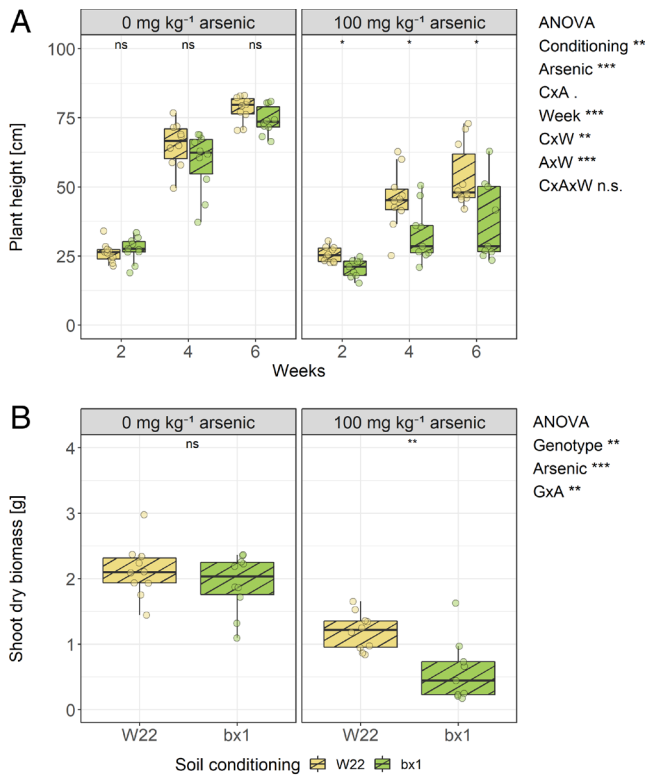 A
0 mg kg⁻¹ arsenic
100 mg kg⁻¹ arsenic
ns
ns
ns
*
*
*
100
75
50
25
0
Plant height [cm]
2
4
6
2
4
6
Weeks
ANOVA
Conditioning **
Arsenic ***
CxA .
Week ***
CxW **
AxW ***
CxAxW n.s.
B
0 mg kg⁻¹ arsenic
100 mg kg⁻¹ arsenic
ns
**
4
3
2
1
0
Shoot dry biomass [g]
W22
bx1
W22
bx1
ANOVA
Genotype **
Arsenic ***
GxA **
Soil conditioning W22 bx1